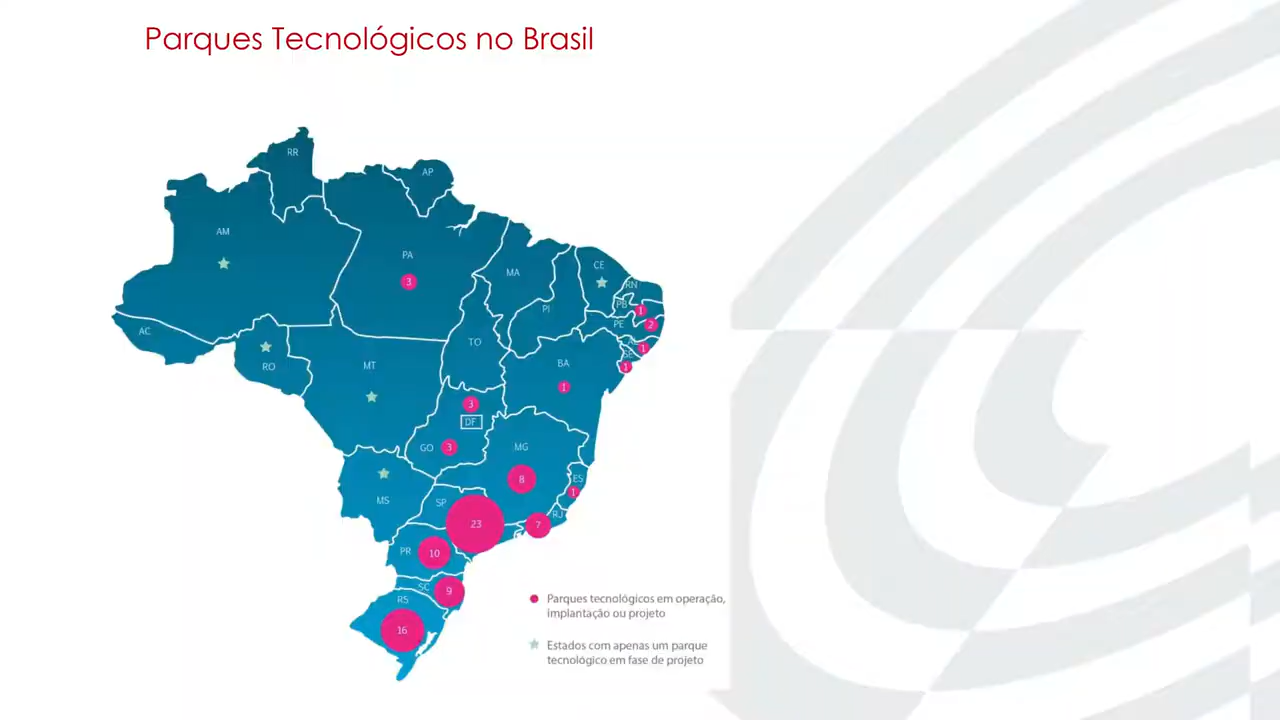 Parques Tecnológicos no Brasil
RR
AP
AM
PA
3
MA
CE
RN
PI
PB
1
PE
2
AC
TO
1
SE
1
RO
MT
BA
1
3
DF
GO
3
MG
8
ES
1
MS
SP
23
RJ
7
PR
10
SC
9
RS
16
Parques tecnológicos em operação,
implantação ou projeto
Estados com apenas um parque
tecnológico em fase de projeto